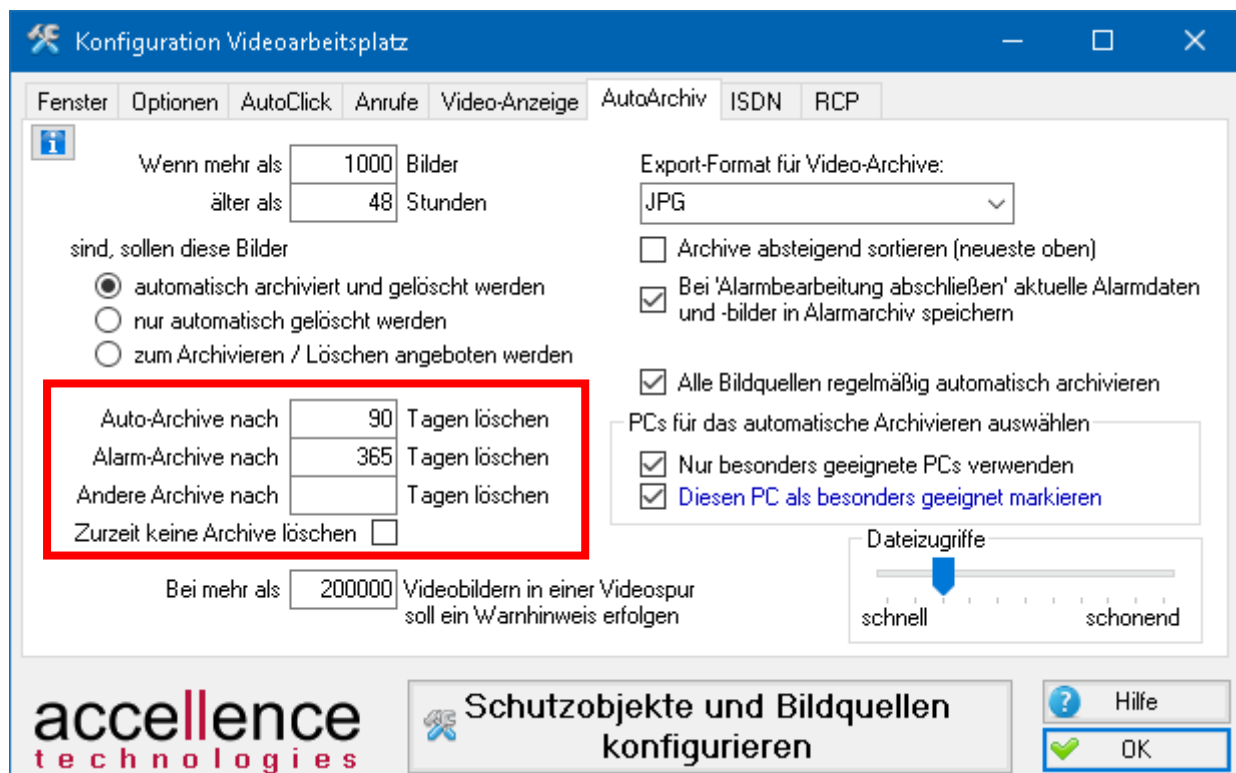 Konfiguration Videoarbeitsplatz
Fenster Optionen AutoClick Anrufe Video-Anzeige AutoArchiv ISDN RCP
Wenn mehr als 1000 Bilder
älter als 48 Stunden
sind, sollen diese Bilder
automatisch archiviert und gelöscht werden
nur automatisch gelöscht werden
zum Archivieren / Löschen angeboten werden
Auto-Archive nach 90 Tagen löschen
Alarm-Archive nach 365 Tagen löschen
Andere Archive nach Tagen löschen
Zurzeit keine Archive löschen
Bei mehr als 200000 Videobildern in einer Videospur
soll ein Warnhinweis erfolgen
Export-Format für Video-Archive:
JPG
Archive absteigend sortieren (neueste oben)
Bei 'Alarmbearbeitung abschließen' aktuelle Alarmdaten
und -bilder in Alarmarchiv speichern
Alle Bildquellen regelmäßig automatisch archivieren
PCs für das automatische Archivieren auswählen
Nur besonders geeignete PCs verwenden
Diesen PC als besonders geeignet markieren
Dateizugriffe
schnell schonend
accellence
technologies
Schutzobjekte und Bildquellen
konfigurieren
Hilfe
OK